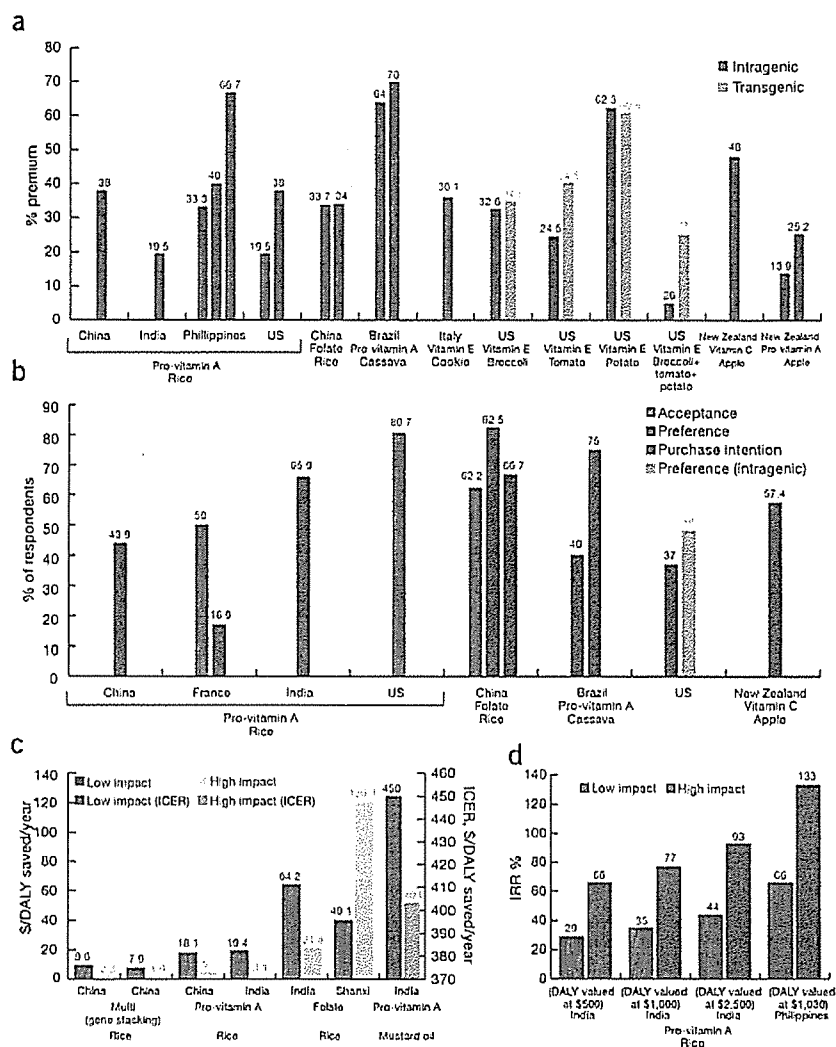 a
80
70
60
50
40
30
20
10
0
% premium
Intragenic
Transgenic
38
19.5
33.3
40
66.7
19.5
38
33.7
34
64
70
36.1
32.6
24.5
62.3
26
48
13.9
25.2
China
India
Phillippines
US
Pro-vitamin A
Rice
China
Folate
Rice
Brazil
Pro vitamin A
Cassava
Italy
Vitamin E
Cookie
US
Vitamin E
Broccoli
US
Vitamin E
Tomato
US
Vitamin E
Potato
US
Vitamin E
Broccoli+
tomato+
potato
New Zealand
Vitamin C
Apple
New Zealand
Pro-vitamin A
Apple
b
90
80
70
60
50
40
30
20
10
0
% of respondents
Acceptance
Preference
Purchase intention
Preference (intragenic)
43.9
50
16.9
65.9
80.7
62.2
62.5
66.7
40
75
37
57.4
China
France
India
US
Pro-vitamin A
Rice
China
Folate
Rice
Brazil
Pro-vitamin A
Cassava
US
New Zealand
Vitamin C
Apple
c
140
120
100
80
60
40
20
0
$/DALY saved/year
Low impact
High impact
Low impact (ICER)
High impact (ICER)
7.9
18.1
19.4
64.2
40.1
450
460
450
440
430
420
410
400
390
380
370
ICER, $/DALY
saved/year
China
China
Multi
(gene stacking)
Rice
China
India
Pro-vitamin A
Rice
India
Shanxi
Folate
Rice
India
Pro-vitamin A
Mustard oil
d
140
120
100
80
60
40
20
0
IRR %
Low impact
High impact
29
66
35
77
44
93
66
133
(DALY valued
at $500)
India
(DALY valued
at $1,000)
India
(DALY valued
at $2,500)
India
(DALY valued
at $1,030)
Philippines
Pro-vitamin A
Rice